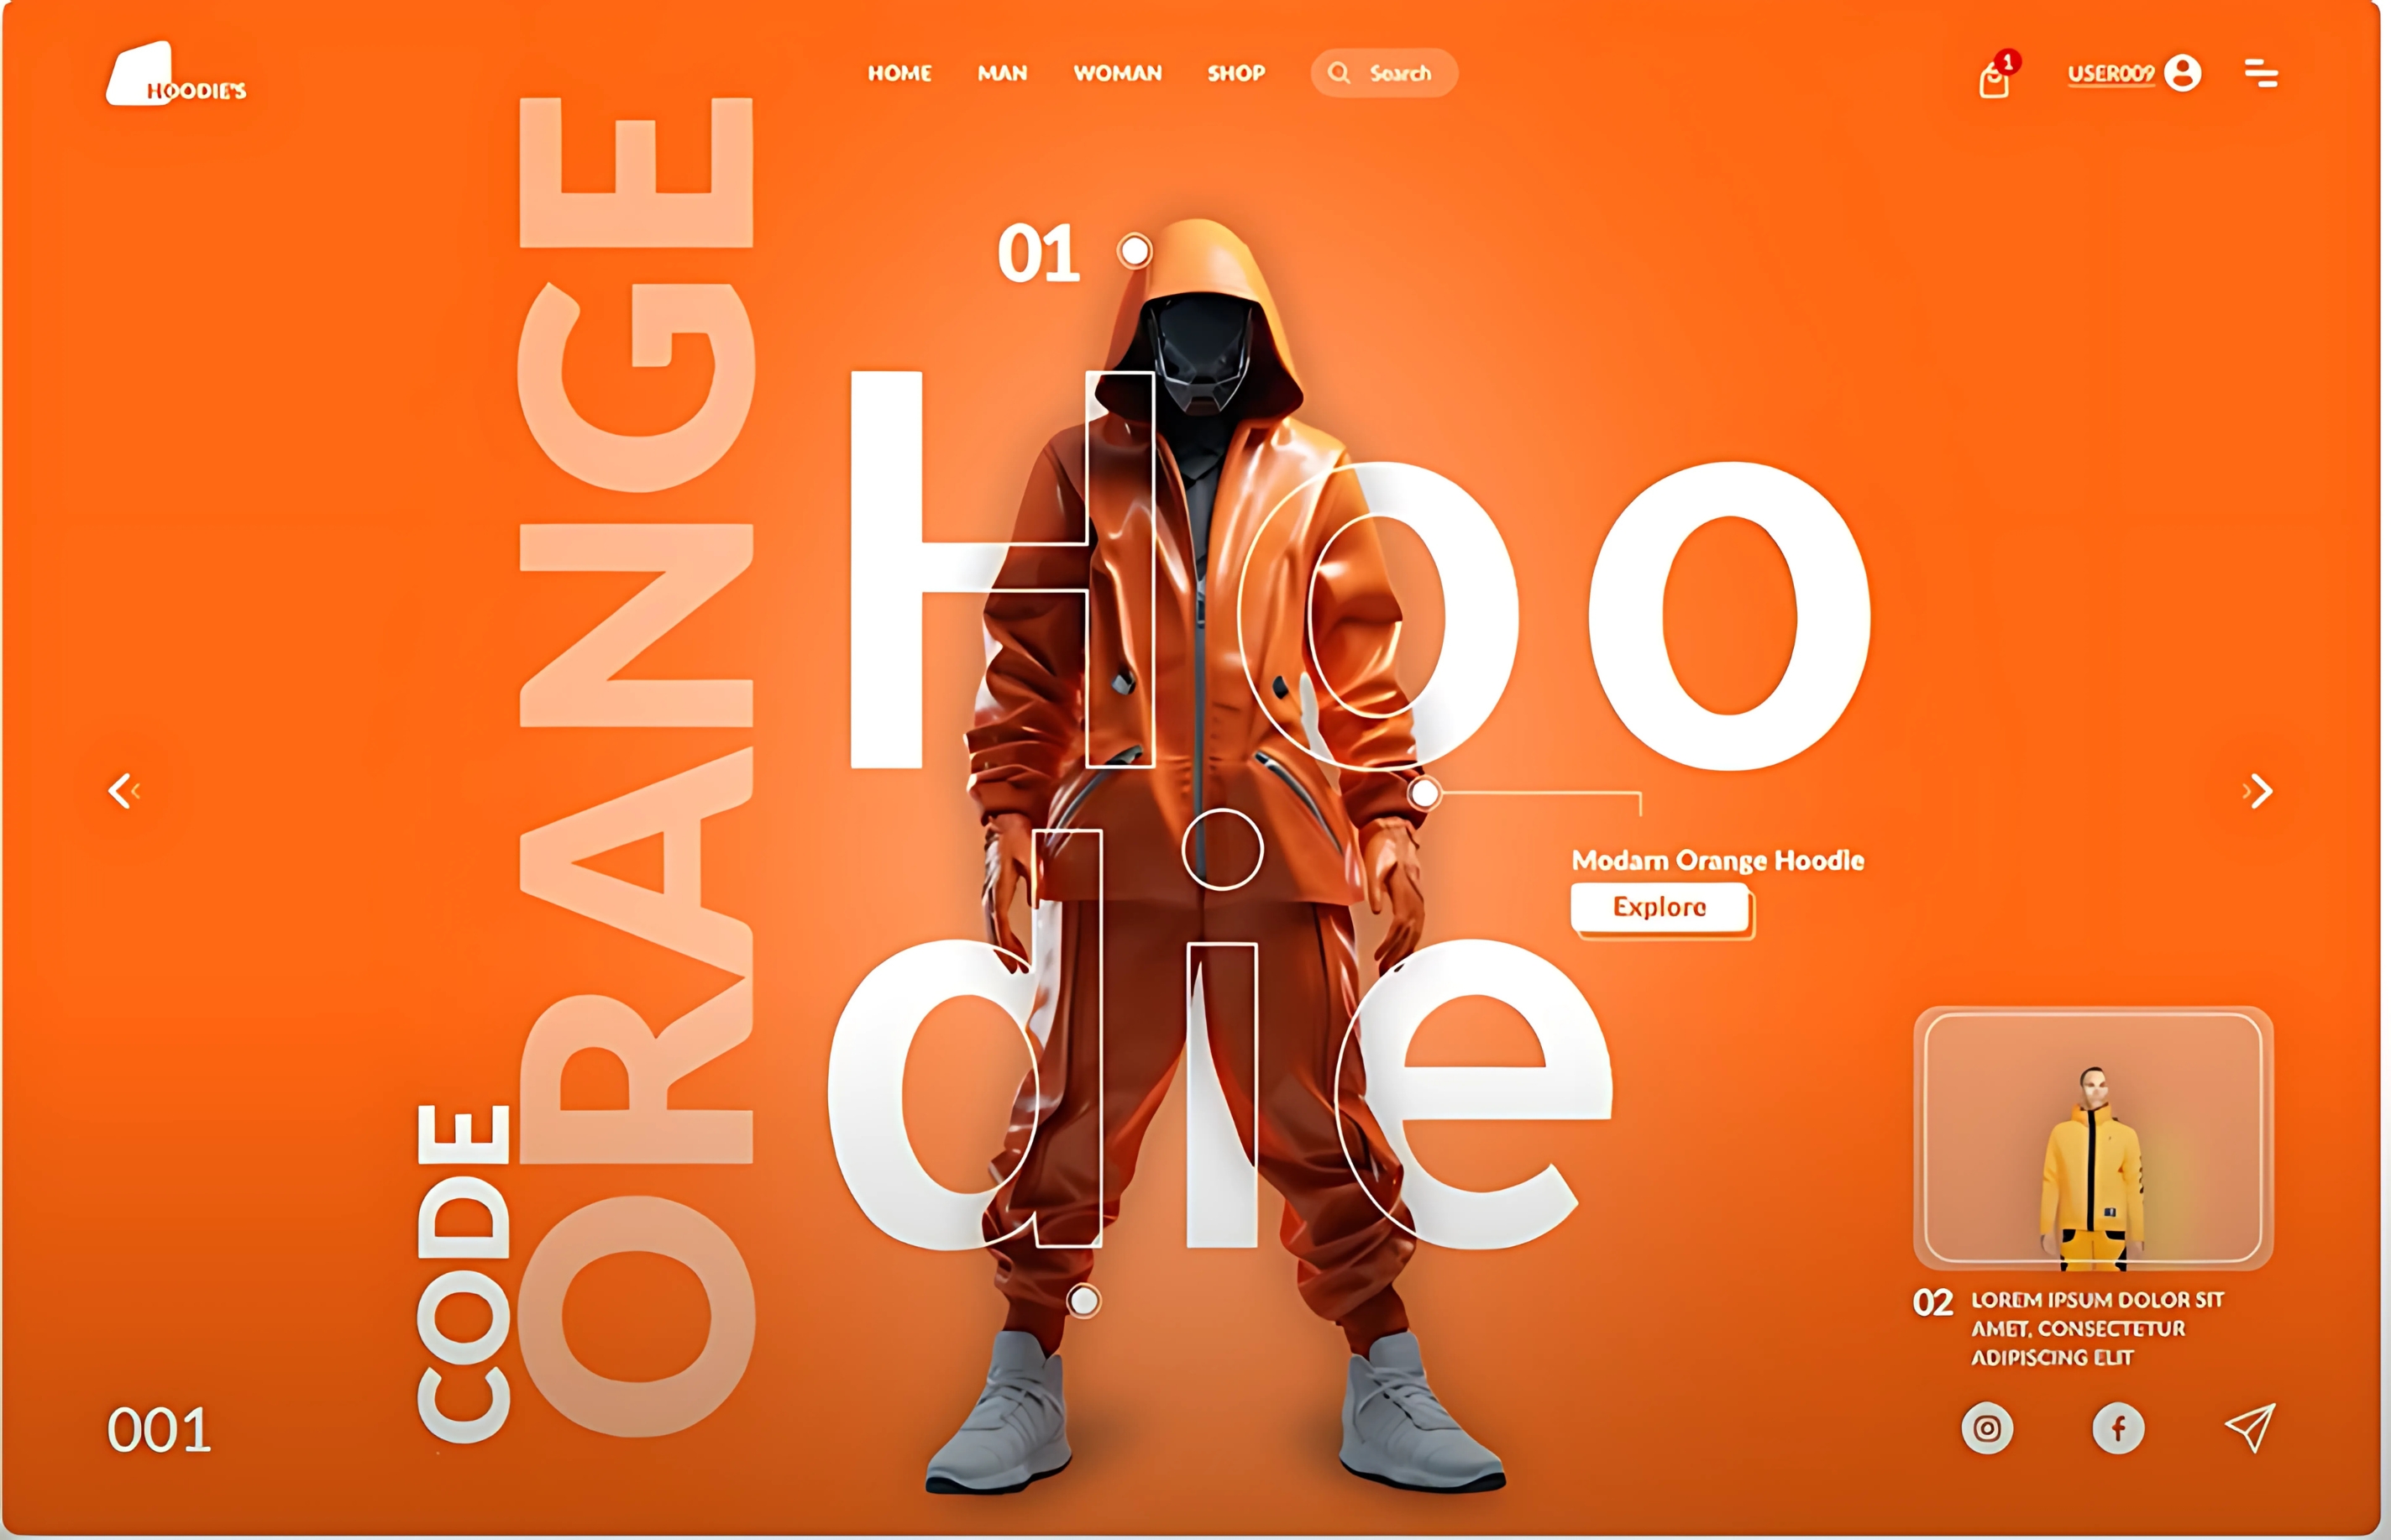 HOODIE'S
HOME MAN WOMAN SHOP Search
1
USER009
01
CODE
ORANGE
Hoo
die
Modarn Orange Hoodie
Explore
02 LOREM IPSUM DOLOR SIT
AMET, CONSECTETUR
ADIPISCING ELIT
001